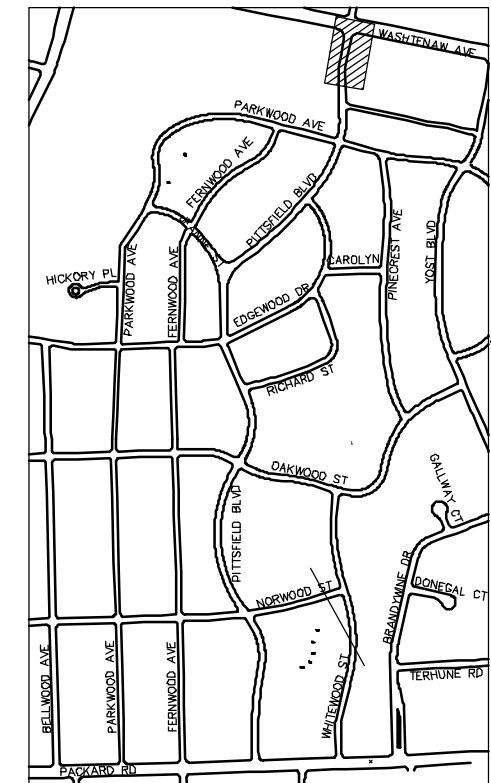 WASHTENAW AVE
PARKWOOD AVE
FERNWOOD AVE
PITTSFIELD BLVD
PINECREST AVE
YOST BLVD
CAROLYN
HICKORY PL
PARKWOOD AVE
FERNWOOD AVE
EDGEWOOD DR
RICHARD ST
OAKWOOD ST
GALLWAY CT
PITTSFIELD BLVD
NORWOOD ST
BRANDYWINE DR
DONEGAL CT
BELLWOOD AVE
PARKWOOD AVE
FERNWOOD AVE
WHITEWOOD ST
TERHUNE RD
PACKARD RD